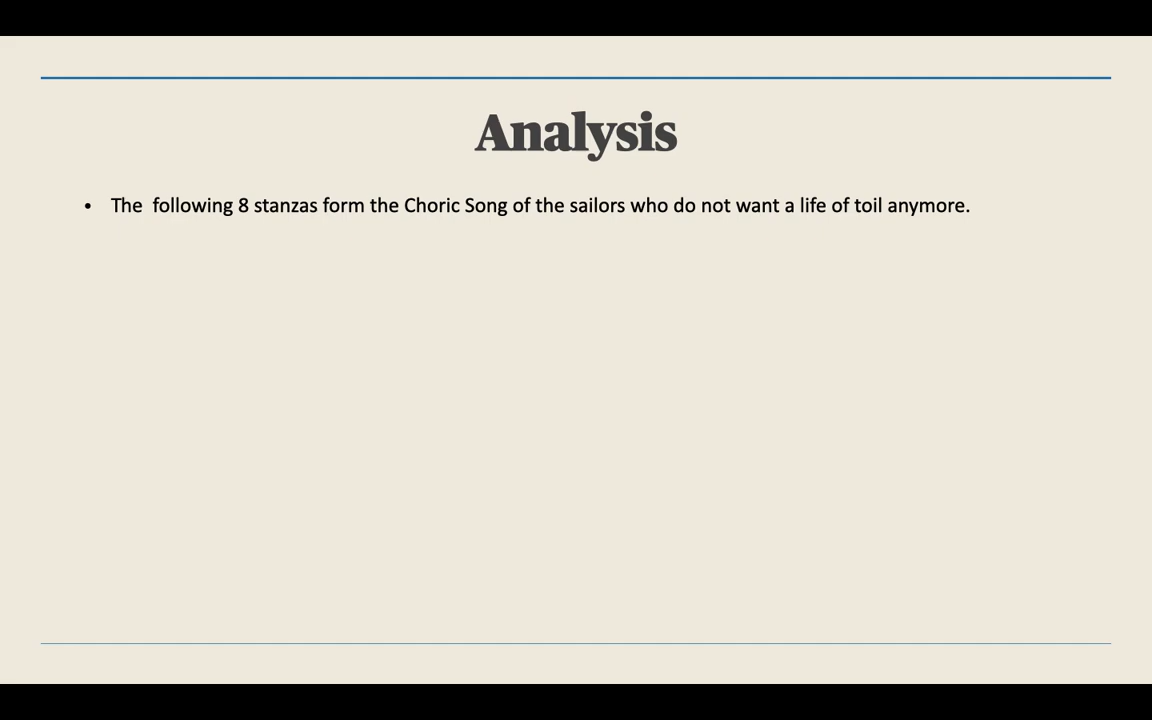 Analysis
• The  following 8 stanzas form the Choric Song of the sailors who do not want a life of toil anymore.